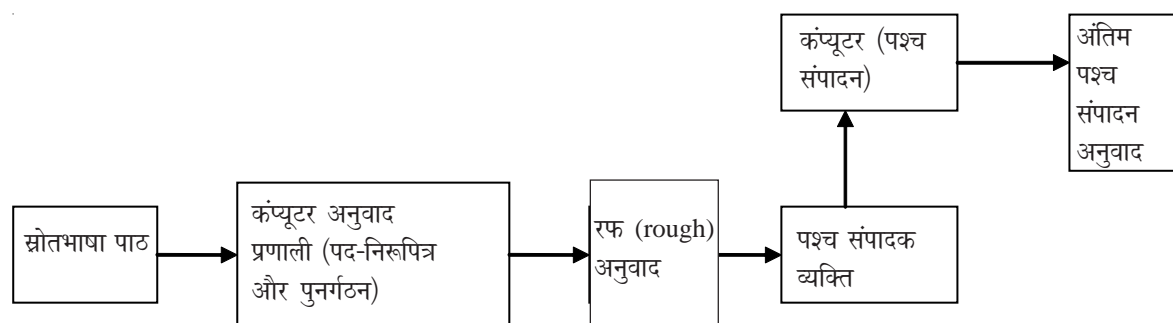 स्रोतभाषा पाठ
कंप्यूटर अनुवाद
प्रणाली (पद-निरूपित्र
और पुनर्गठन)
रफ (rough)
अनुवाद
पश्च संपादक
व्यक्ति
कंप्यूटर (पश्च
संपादन)
अंतिम
पश्च
संपादन
अनुवाद